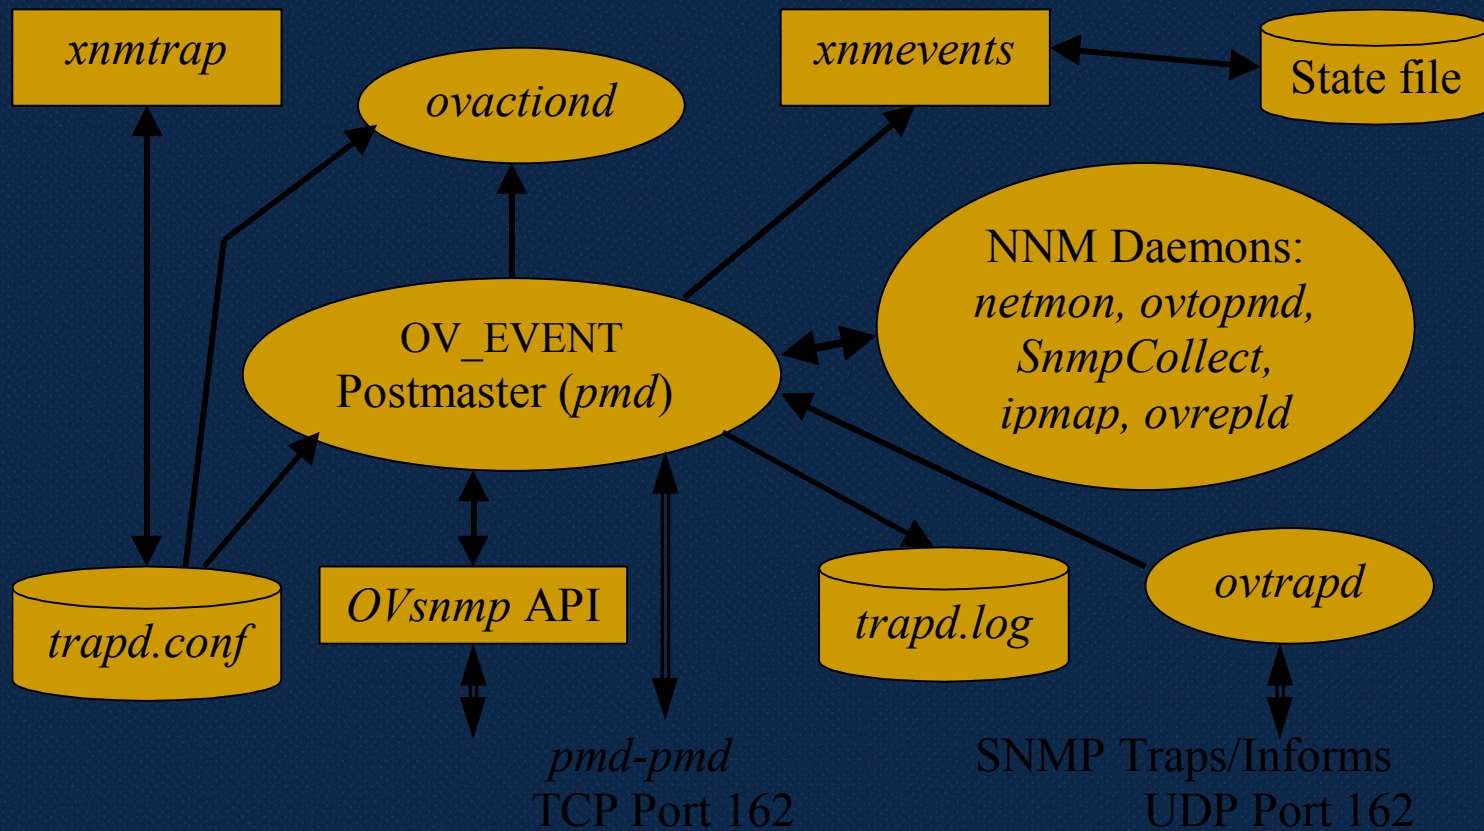 xnmtrap
ovactiond
xnmevents
State file
NNM Daemons:
netmon, ovtopmd,
SnmpCollect,
ipmap, ovrepld
OV_EVENT
Postmaster (pmd)
trapd.conf
OVsnmp API
trapd.log
ovtrapd
pmd-pmd
TCP Port 162
SNMP Traps/Informs
UDP Port 162